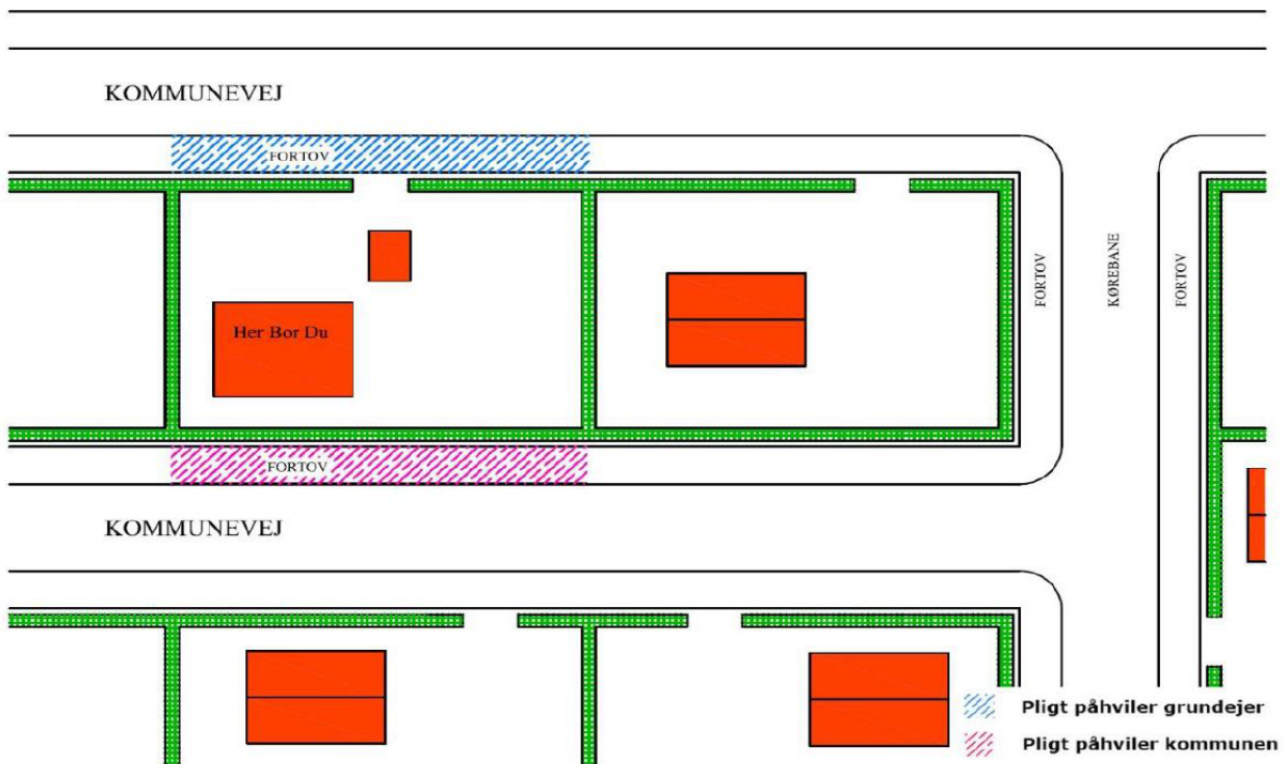 KOMMUNEVEJ
FORTOV
FORTOV
KØREBANE
FORTOV
Her Bor Du
FORTOV
KOMMUNEVEJ
Pligt påhviler grundejer
Pligt påhviler kommunen